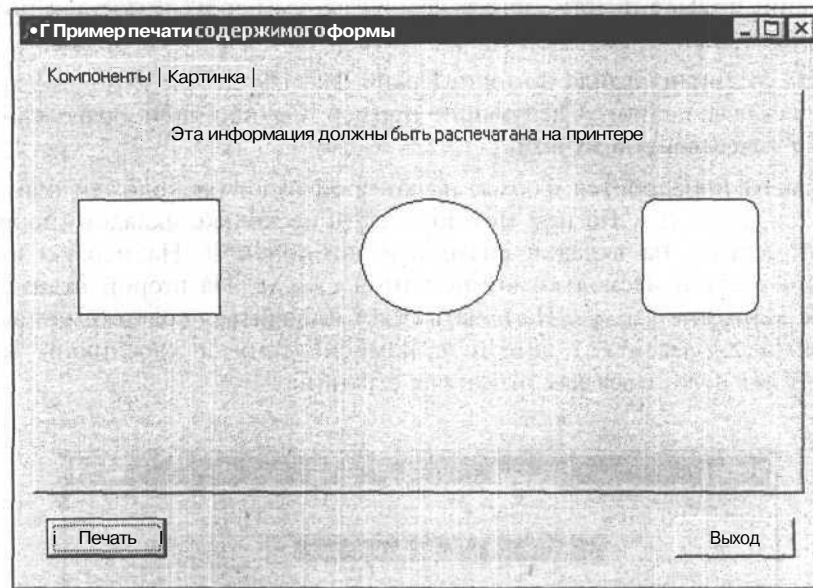 •Г Пример печати содержимого формы
Компоненты | Картинка |
Эта информация должны быть распечатана на принтере
Печать
Выход